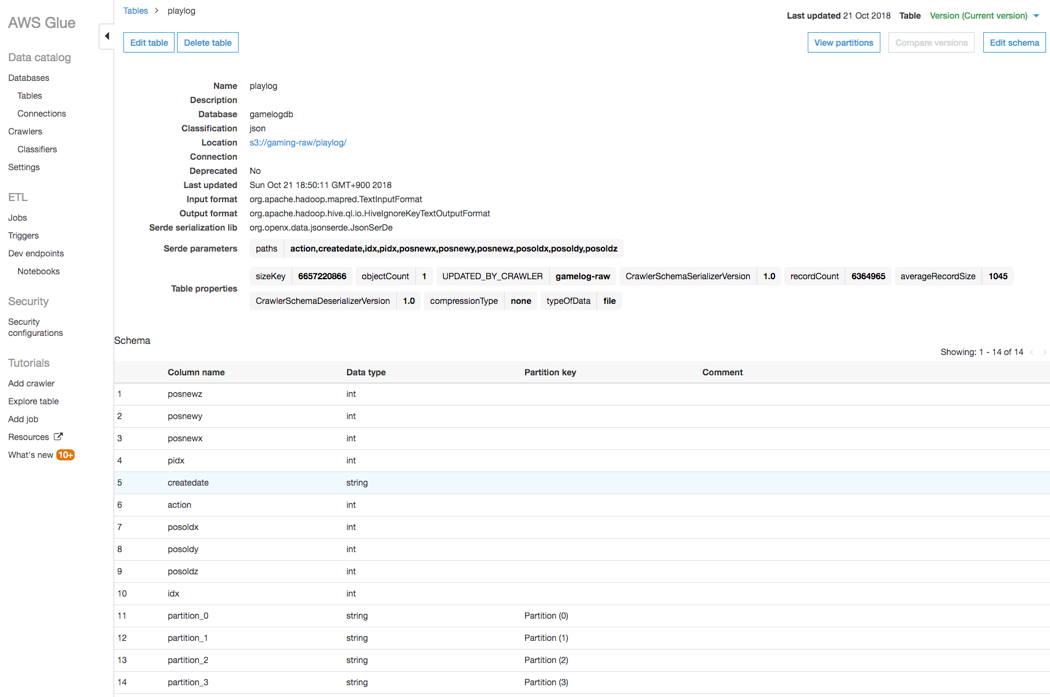 AWS Glue
Data catalog
Databases
Tables
Connections
Crawlers
Classifiers
Settings
ETL
Jobs
Triggers
Dev endpoints
Notebooks
Security
Security
configurations
Tutorials
Add crawler
Explore table
Add job
Resources
What's new 10+
Tables > playlog
Last updated 21 Oct 2018 Table Version (Current version)
Edit table Delete table View partitions Compare versions Edit schema
Name playlog
Description
Database gamelogdb
Classification json
Location s3://gaming-raw/playlog/
Connection
Deprecated No
Last updated Sun Oct 21 18:50:11 GMT+900 2018
Input format org.apache.hadoop.mapred.TextInputFormat
Output format org.apache.hadoop.hive.ql.io.HiveIgnoreKeyTextOutputFormat
Serde serialization lib org.openx.data.jsonserde.JsonSerDe
Serde parameters paths action,createdate,idx,pidx,posnewx,posnewy,posnewz,posoldx,posoldy,posoldz
Table properties
sizeKey 6657220866 objectCount 1 UPDATED_BY_CRAWLER gamelog-raw CrawlerSchemaSerializerVersion 1.0 recordCount 6364965 averageRecordSize 1045
CrawlerSchemaDeserializerVersion 1.0 compressionType none typeOfData file
Schema
Showing: 1 - 14 of 14 < >
Column name Data type Partition key Comment
1 posnewz int
2 posnewy int
3 posnewx int
4 pidx int
5 createdate string
6 action int
7 posoldx int
8 posoldy int
9 posoldz int
10 idx int
11 partition_0 string Partition (0)
12 partition_1 string Partition (1)
13 partition_2 string Partition (2)
14 partition_3 string Partition (3)